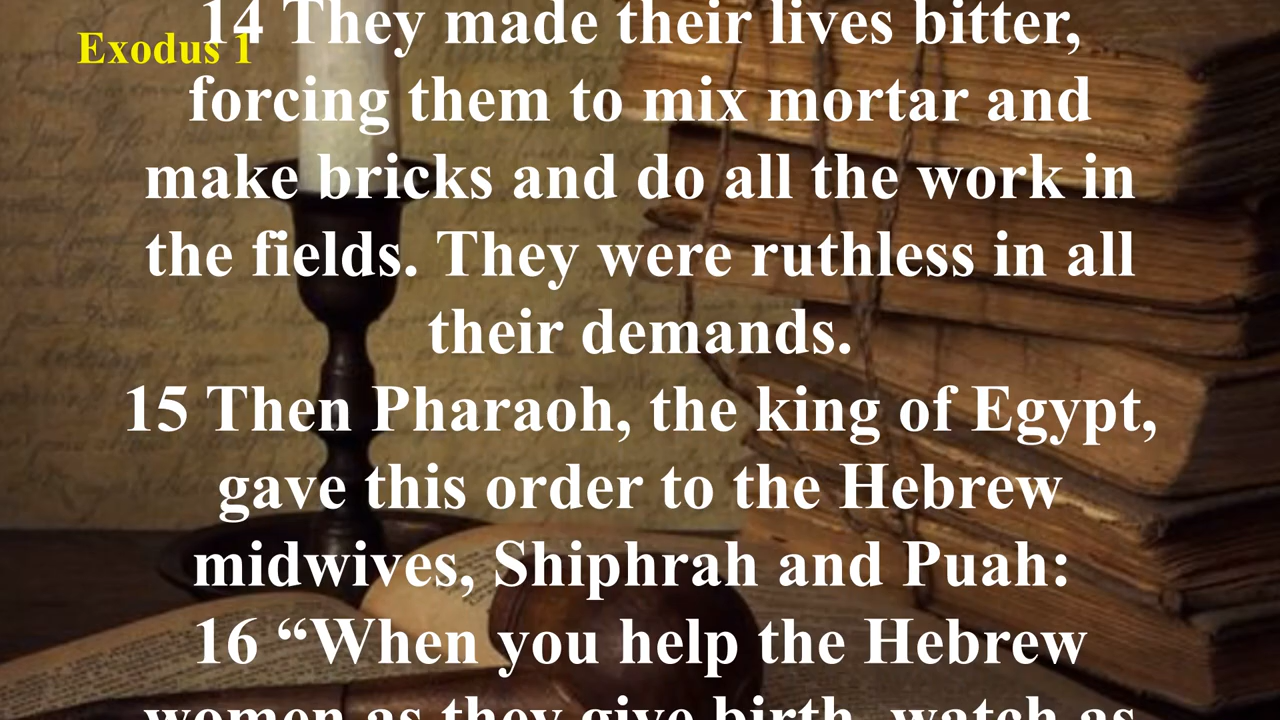 Exodus 1
14 They made their lives bitter,
forcing them to mix mortar and
make bricks and do all the work in
the fields. They were ruthless in all
their demands.
15 Then Pharaoh, the king of Egypt,
gave this order to the Hebrew
midwives, Shiphrah and Puah:
16 “When you help the Hebrew
women as they give birth, watch as